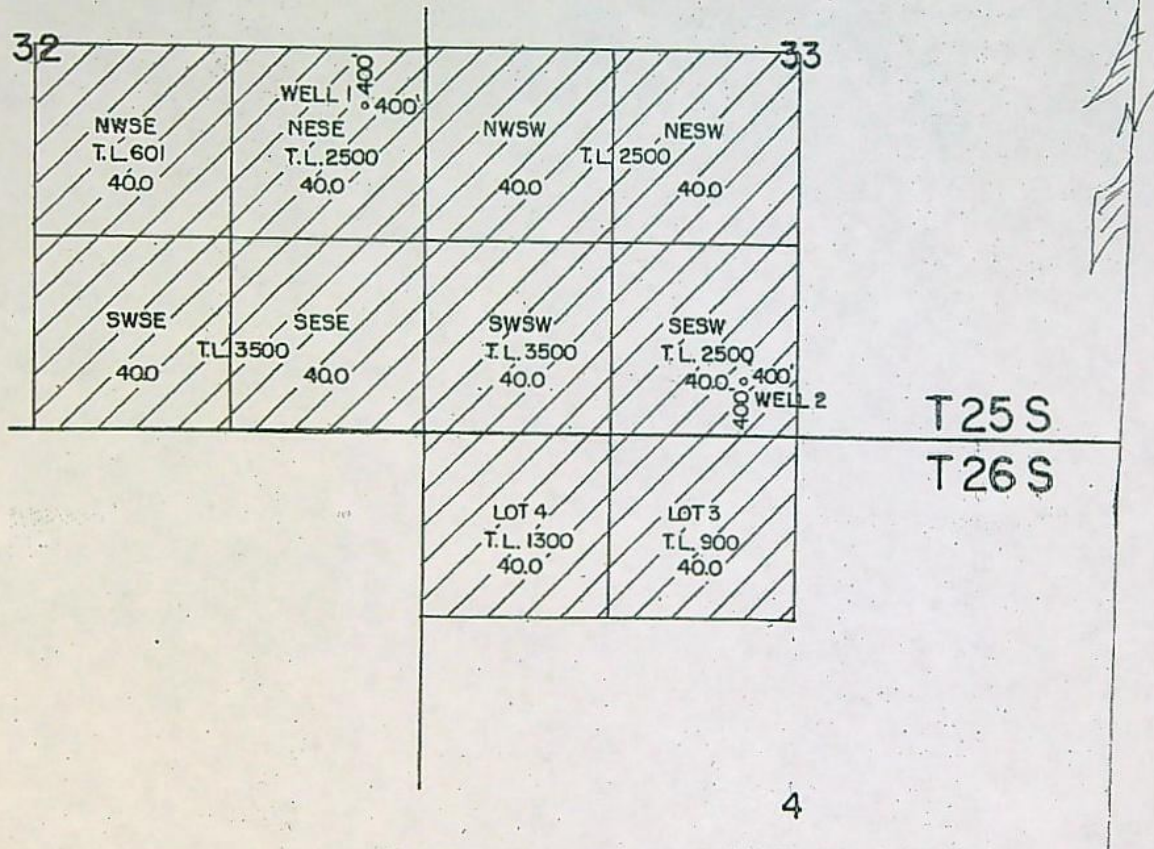 32
33
WELL 1
400'
400'
NWSE
T.L. 601
40.0
NESE
T.L. 2500
40.0
NWSW
40.0
T.L. 2500
NESW
40.0
SWSE
40.0
T.L. 3500
SESE
40.0
SWSW
T.L. 3500
40.0
SESW
T.L. 2500
40.0
400'
400'
WELL 2
T 25 S
T 26 S
LOT 4
T.L. 1300
40.0
LOT 3
T.L. 900
40.0
4